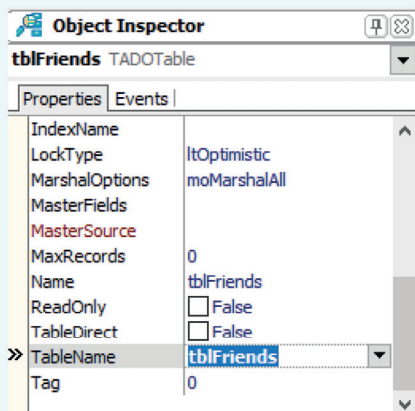 Object Inspector
tblFriends TADOTable
Properties Events
IndexName
LockType ltOptimistic
MarshalOptions moMarshalAll
MasterFields
MasterSource
MaxRecords 0
Name tblFriends
ReadOnly False
TableDirect False
TableName tblFriends
Tag 0